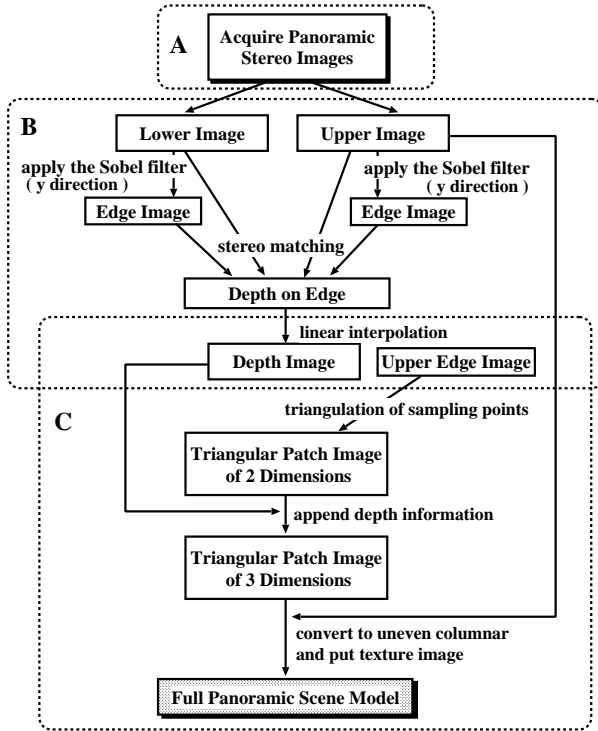 A
Acquire Panoramic
Stereo Images
B
Lower Image
Upper Image
apply the Sobel filter
( y direction )
apply the Sobel filter
( y direction )
Edge Image
Edge Image
stereo matching
Depth on Edge
linear interpolation
Depth Image
Upper Edge Image
C
triangulation of sampling points
Triangular Patch Image
of 2 Dimensions
append depth information
Triangular Patch Image
of 3 Dimensions
convert to uneven columnar
and put texture image
Full Panoramic Scene Model